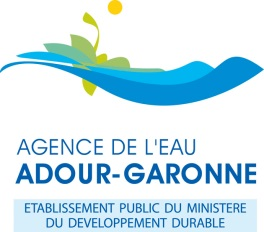 AGENCE DE L'EAU
ADOUR-GARONNE
ETABLISSEMENT PUBLIC DU MINISTERE
DU DEVELOPPEMENT DURABLE